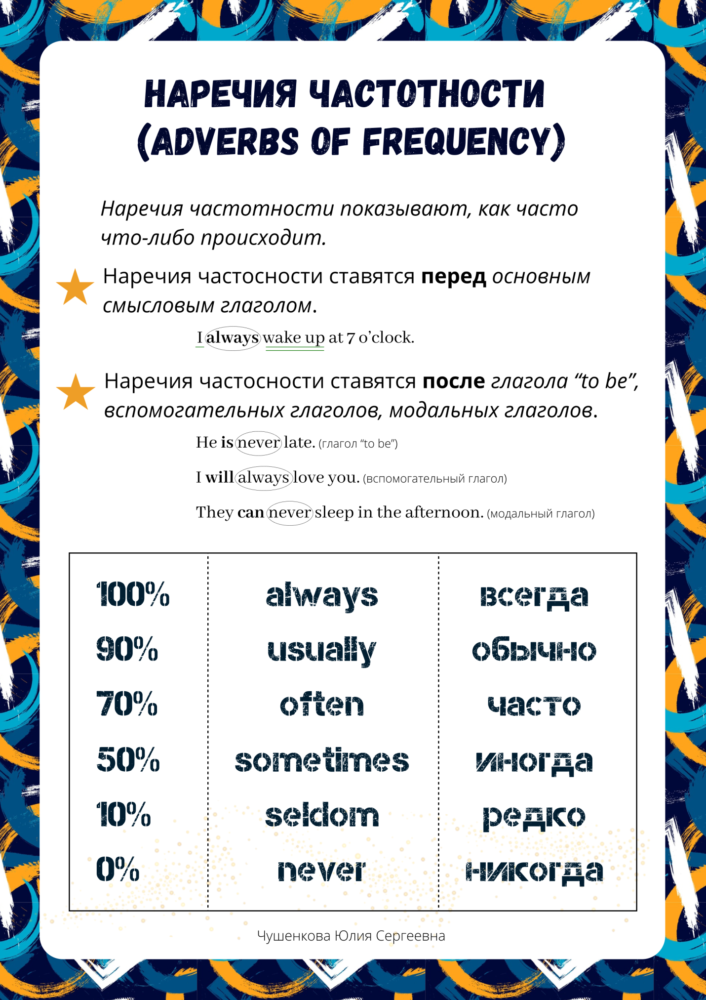 НАРЕЧИЯ ЧАСТОТНОСТИ
(ADVERBS OF FREQUENCY)
Наречия частотности показывают, как часто
что-либо происходит.
Наречия частосности ставятся перед основным
смысловым глаголом.
I always wake up at 7 o’clock.
Наречия частосности ставятся после глагола “to be”,
вспомогательных глаголов, модальных глаголов.
He is never late. (глагол “to be”)
I will always love you. (вспомогательный глагол)
They can never sleep in the afternoon. (модальный глагол)
100% always всегда
90% usually обычно
70% often часто
50% sometimes иногда
10% seldom редко
0% never никогда
Чушенкова Юлия Сергеевна